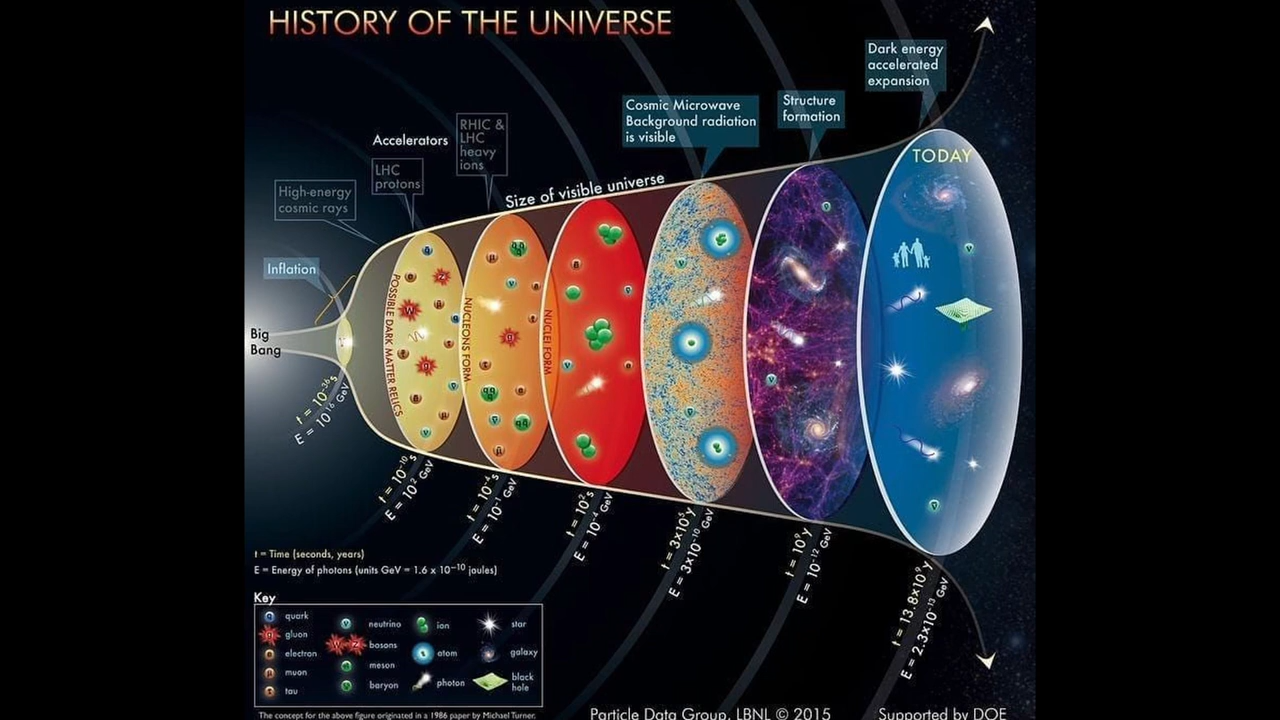 HISTORY OF THE UNIVERSE
Dark energy
accelerated
expansion
Structure
formation
Cosmic Microwave
Background radiation
is visible
RHIC &
LHC
heavy
ions
Accelerators
LHC
protons
High-energy
cosmic rays
Inflation
Size of visible universe
TODAY
Big
Bang
POSSIBLE DARK MATTER RELICS
NUCLEONS FORM
NUCLEI FORM
t = 10⁻³⁶ s
E = 10¹⁶ GeV
t = 10⁻¹⁰ s
E = 10² GeV
t = 10⁻⁴ s
E = 10⁻¹ GeV
t = 10² s
E = 10⁻⁴ GeV
t = 3x10⁵ y
E = 3x10⁻¹⁰ GeV
t = 10⁹ y
E = 10⁻¹² GeV
t = 13.8x10⁹ y
E = 2.3x10⁻¹³ GeV
t = Time (seconds, years)
E = Energy of photons (units GeV = 1.6 x 10⁻¹⁰ joules)
Key
quark
gluon
electron
muon
tau
neutrino
bosons
meson
baryon
ion
atom
photon
star
galaxy
black
hole
The concept for the above figure originated in a 1986 paper by Michael Turner.
Particle Data Group, LBNL © 2015
Supported by DOE